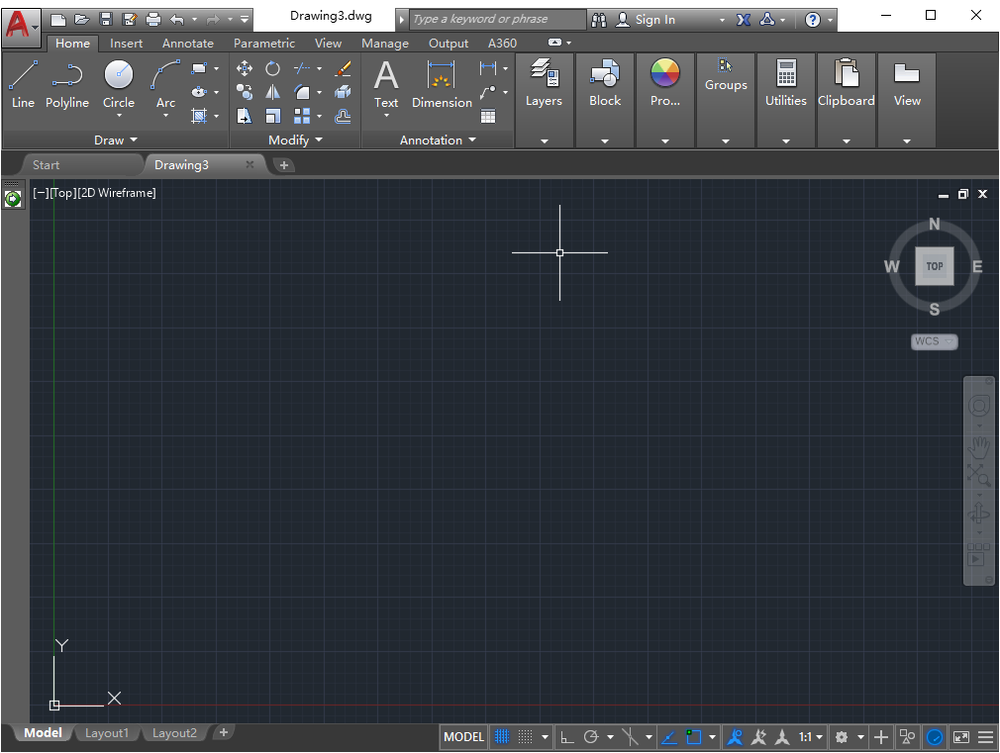 Drawing3.dwg
Type a keyword or phrase
Sign In
Home Insert Annotate Parametric View Manage Output A360
Line Polyline Circle Arc
Text Dimension
Layers Block Pro... Groups Utilities Clipboard View
Draw Modify Annotation
Start Drawing3
[−][Top][2D Wireframe]
N
W TOP E
S
WCS
Y
X
Model Layout1 Layout2
MODEL 1:1